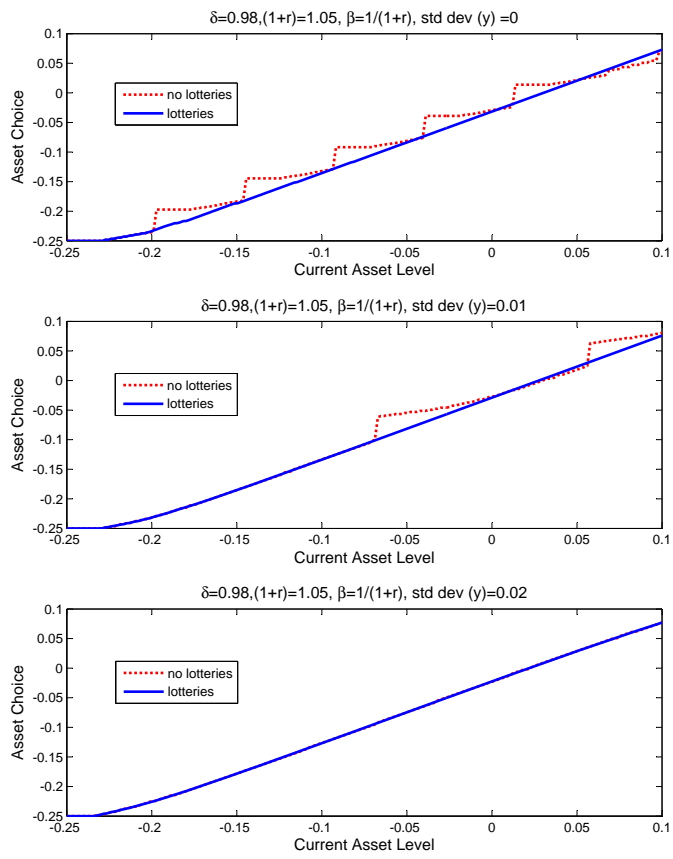 δ=0.98,(1+r)=1.05, β=1/(1+r), std dev (y) =0
0.1
0.05
0
-0.05
-0.1
-0.15
-0.2
-0.25
Asset Choice
no lotteries
lotteries
-0.25 -0.2 -0.15 -0.1 -0.05 0 0.05 0.1
Current Asset Level
δ=0.98,(1+r)=1.05, β=1/(1+r), std dev (y)=0.01
0.1
0.05
0
-0.05
-0.1
-0.15
-0.2
-0.25
Asset Choice
no lotteries
lotteries
-0.25 -0.2 -0.15 -0.1 -0.05 0 0.05 0.1
Current Asset Level
δ=0.98,(1+r)=1.05, β=1/(1+r), std dev (y)=0.02
0.1
0.05
0
-0.05
-0.1
-0.15
-0.2
-0.25
Asset Choice
no lotteries
lotteries
-0.25 -0.2 -0.15 -0.1 -0.05 0 0.05 0.1
Current Asset Level